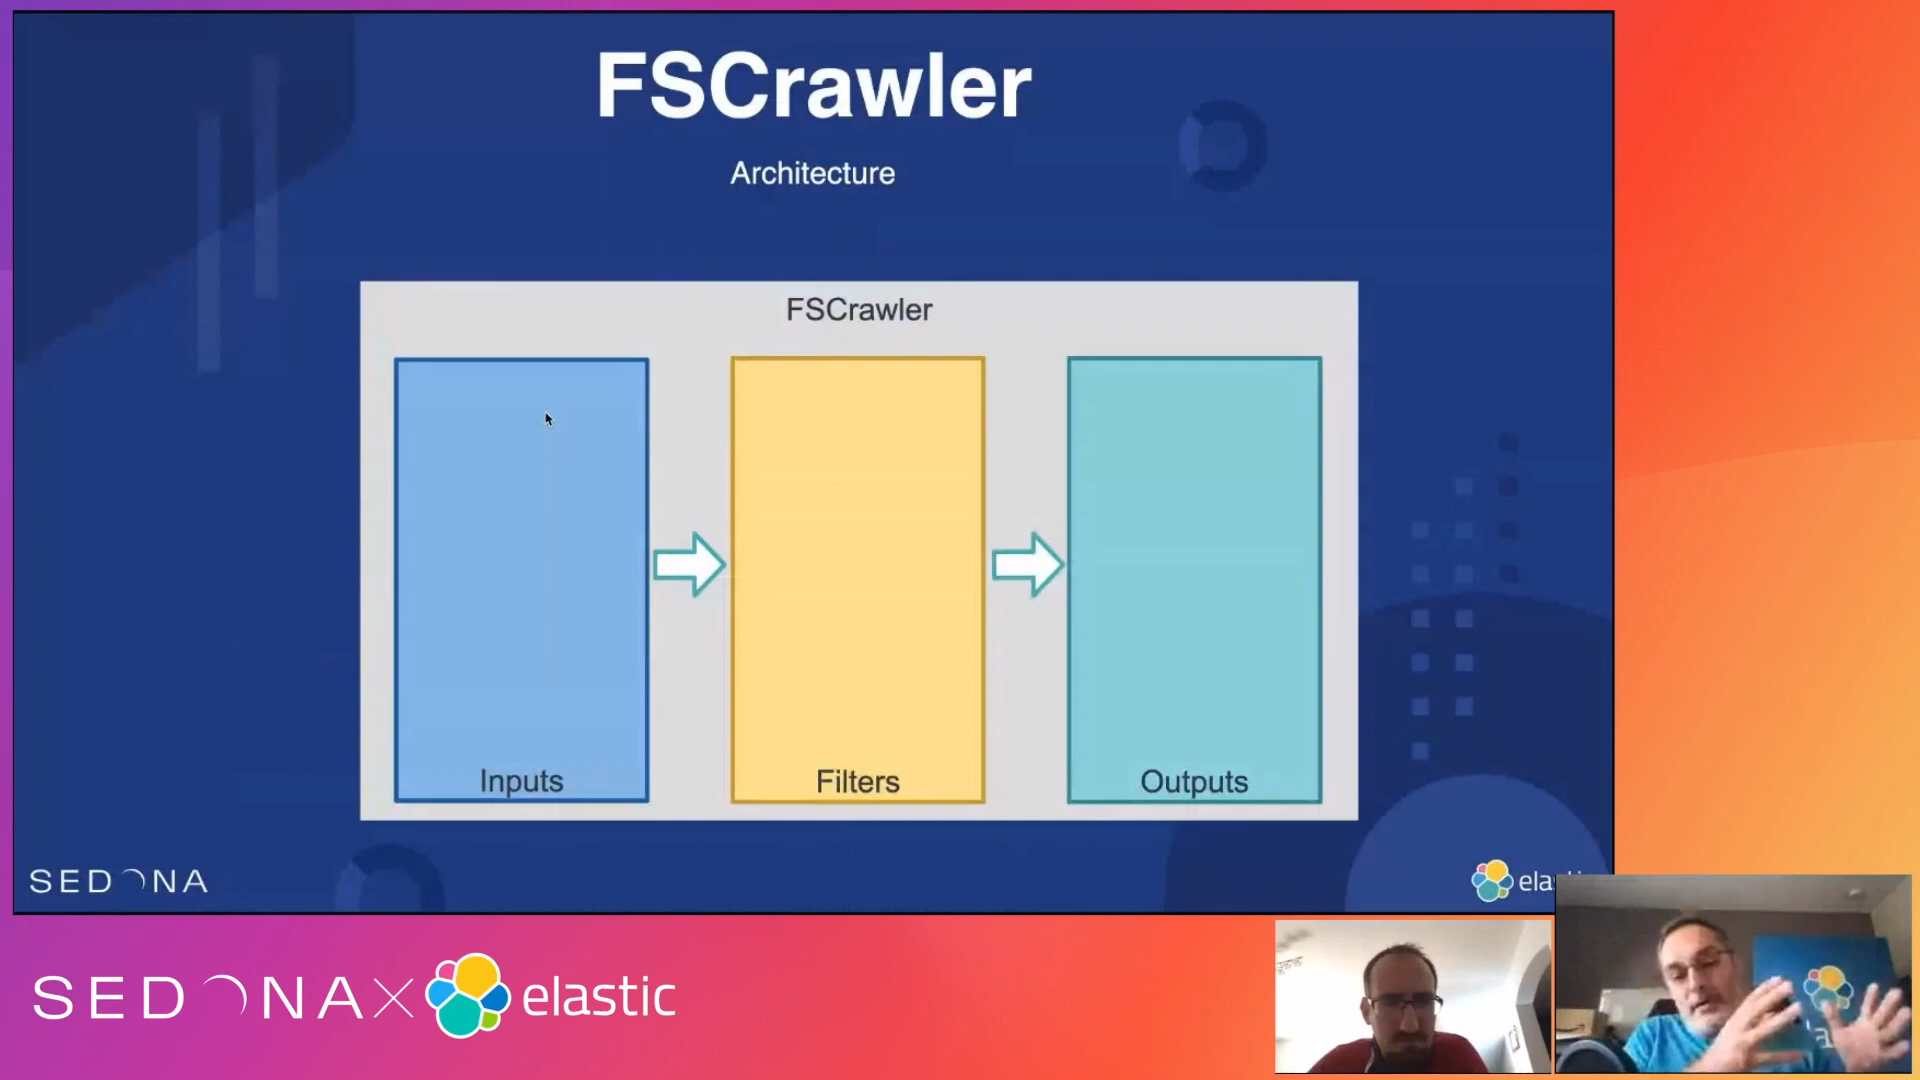 FSCrawler
Architecture
FSCrawler
Inputs
Filters
Outputs
SEDONA
SEDONA X elastic